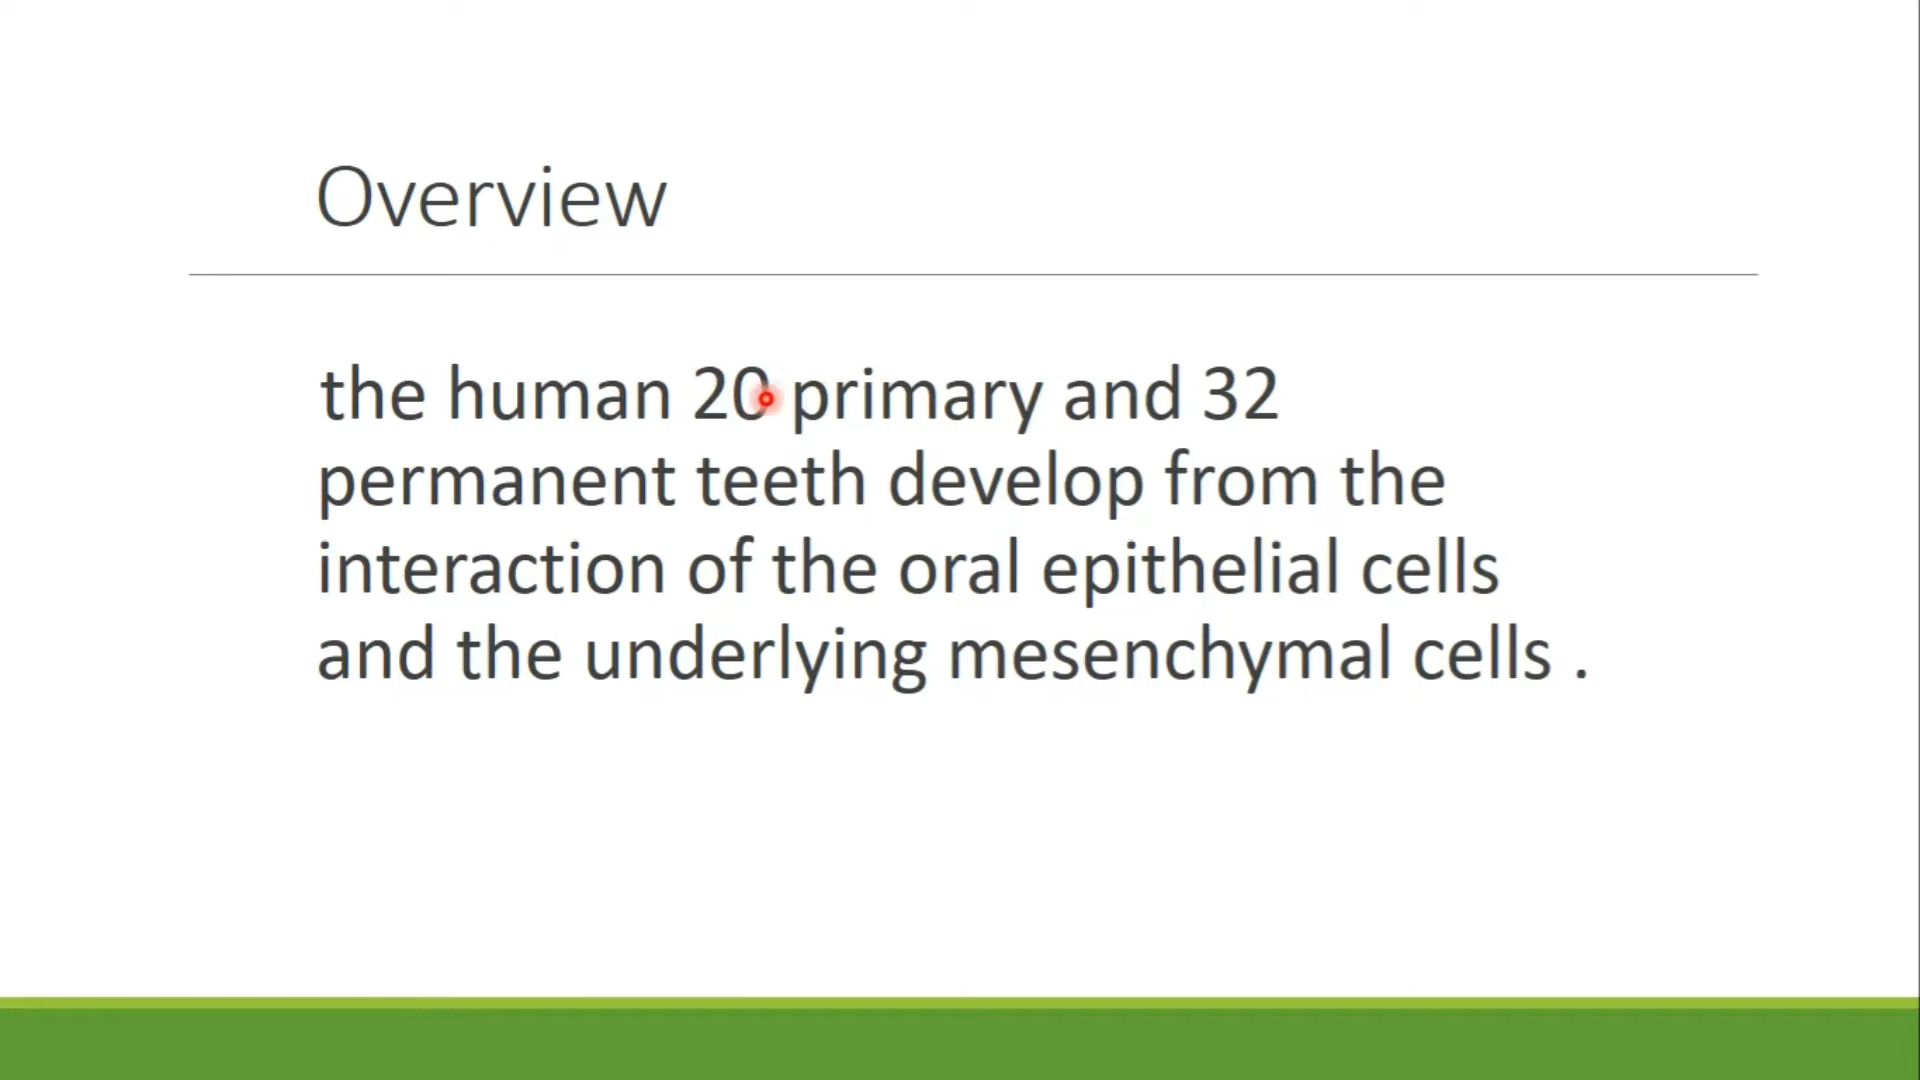 Overview
the human 20 primary and 32
permanent teeth develop from the
interaction of the oral epithelial cells
and the underlying mesenchymal cells .